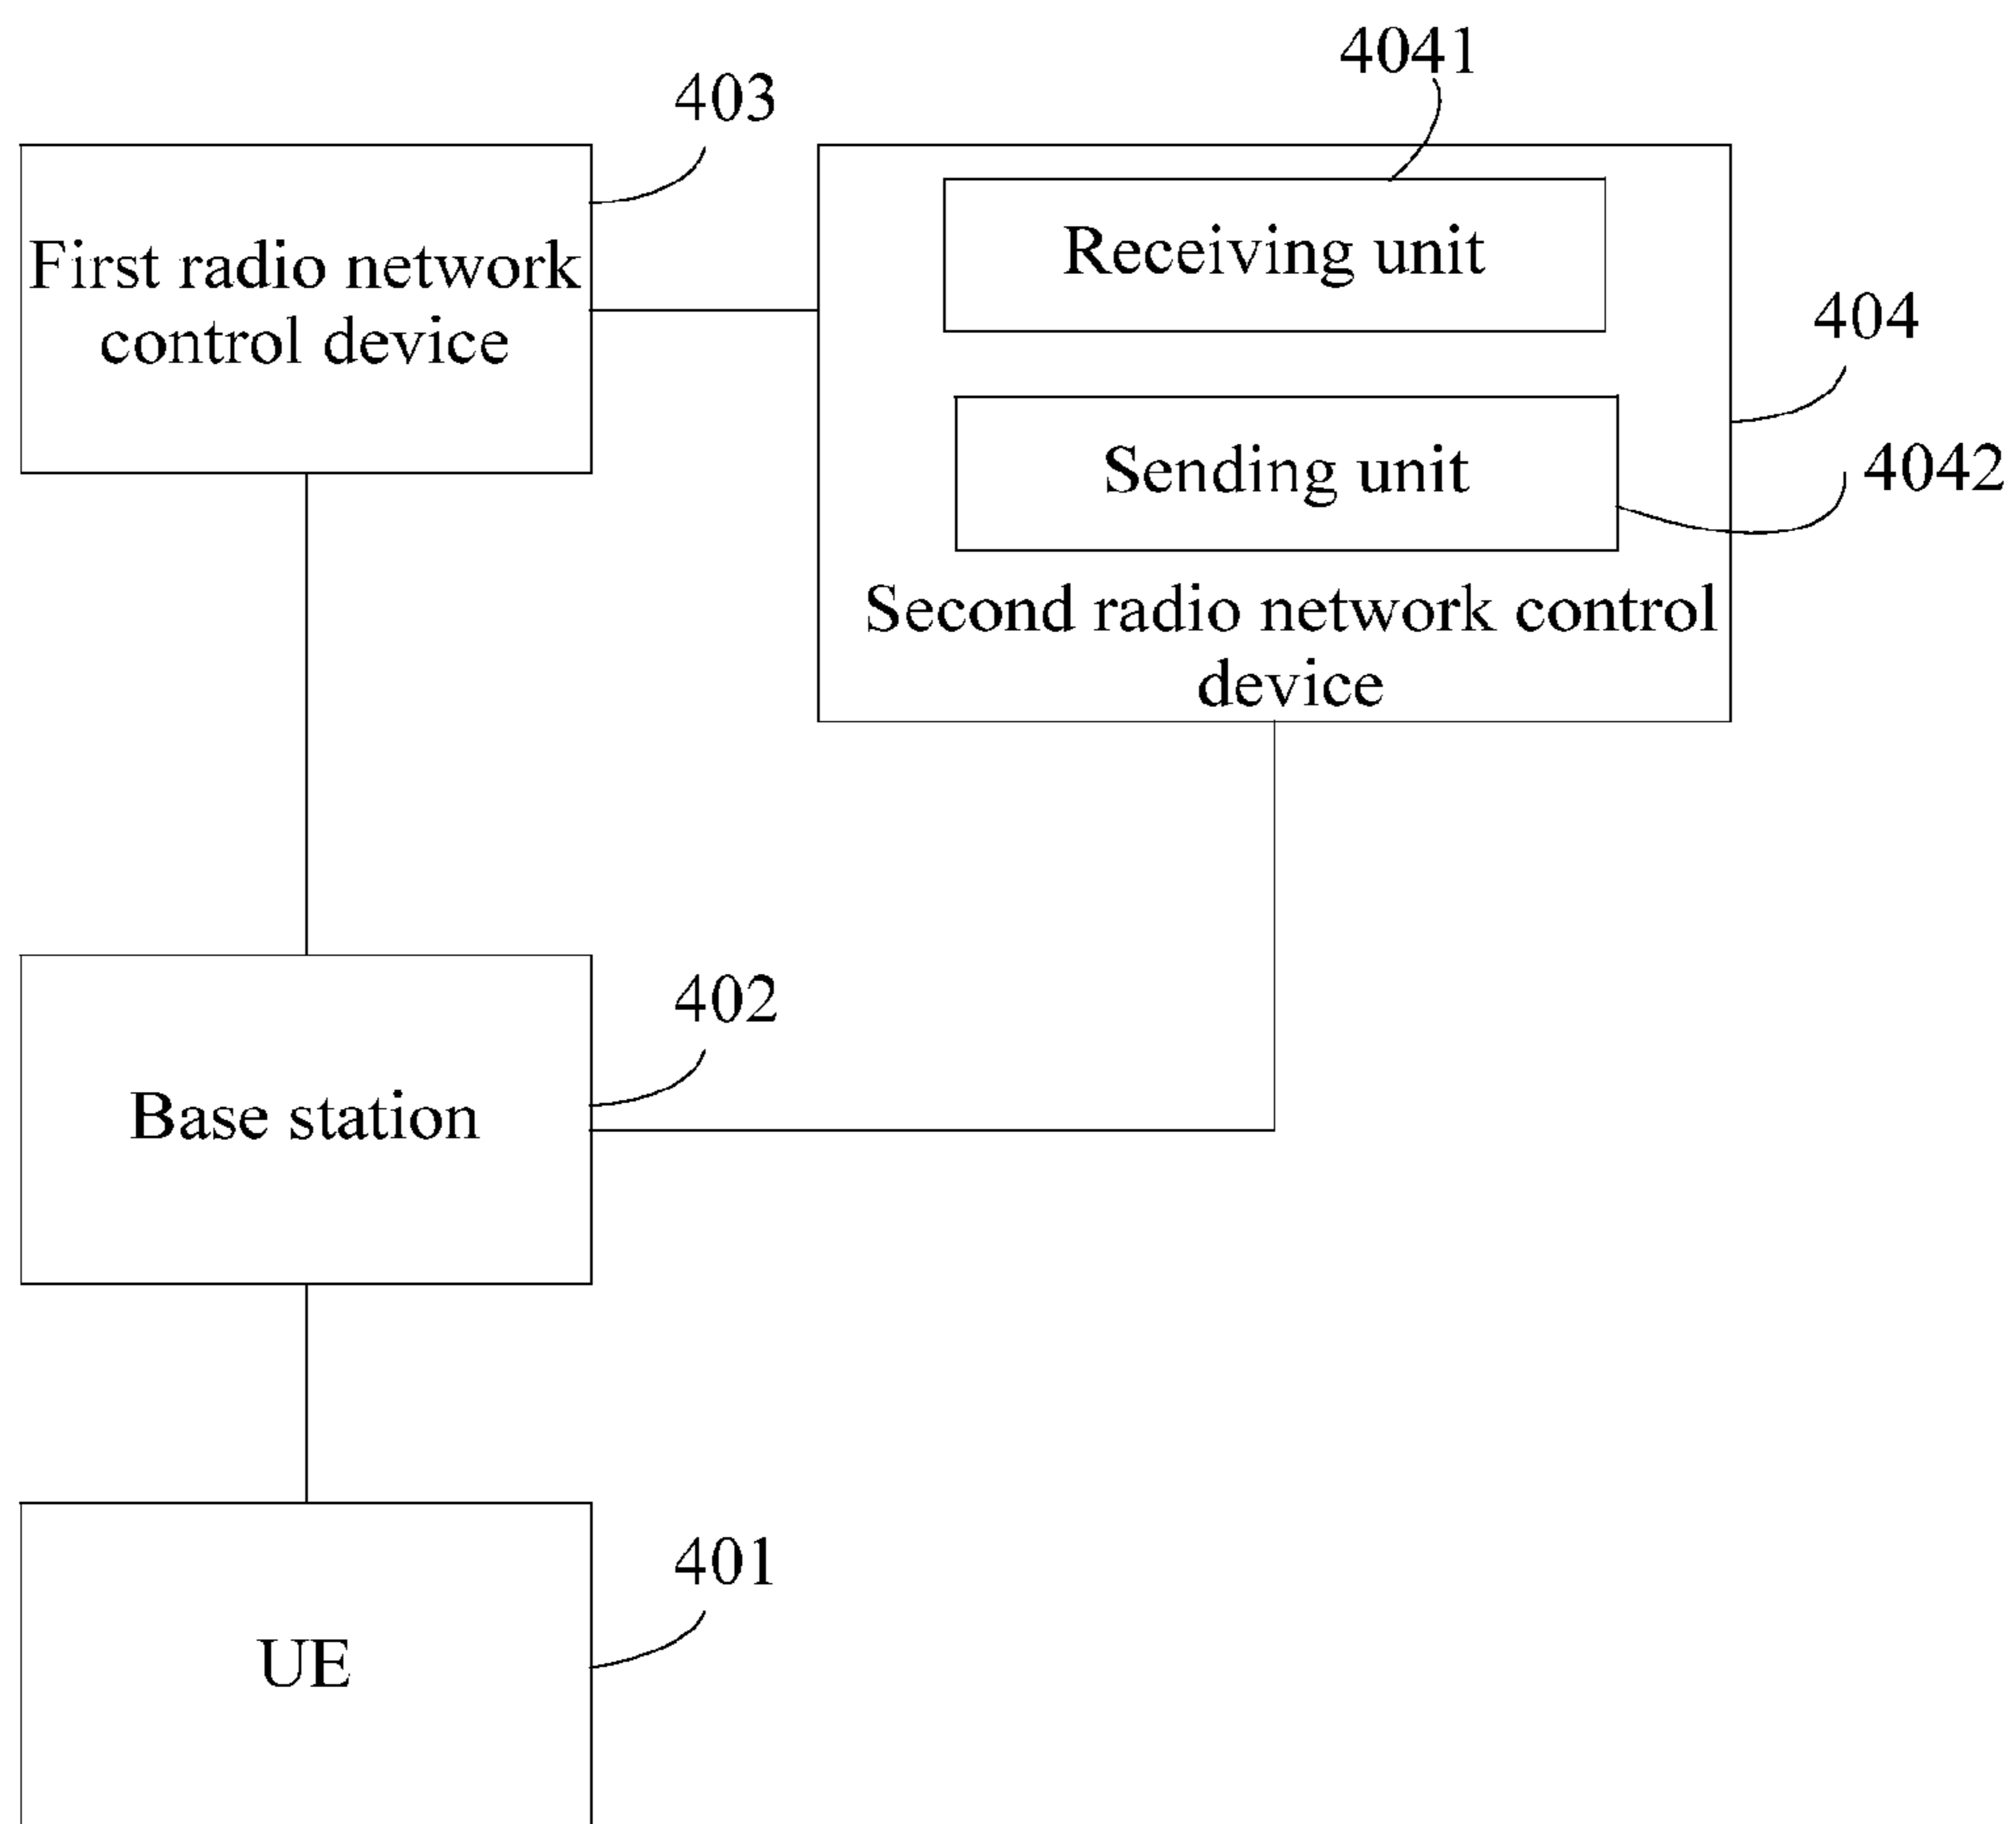 4041
403
Receiving unit
First radio network
control device
404
Sending unit
4042
Second radio network control
device
402
Base station
401
UE